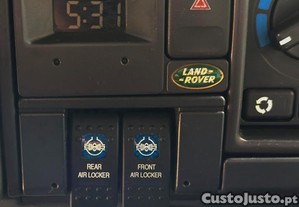 5:31
LAND-
ROVER
REAR
AIR LOCKER
FRONT
AIR LOCKER
CustoJusto.pt